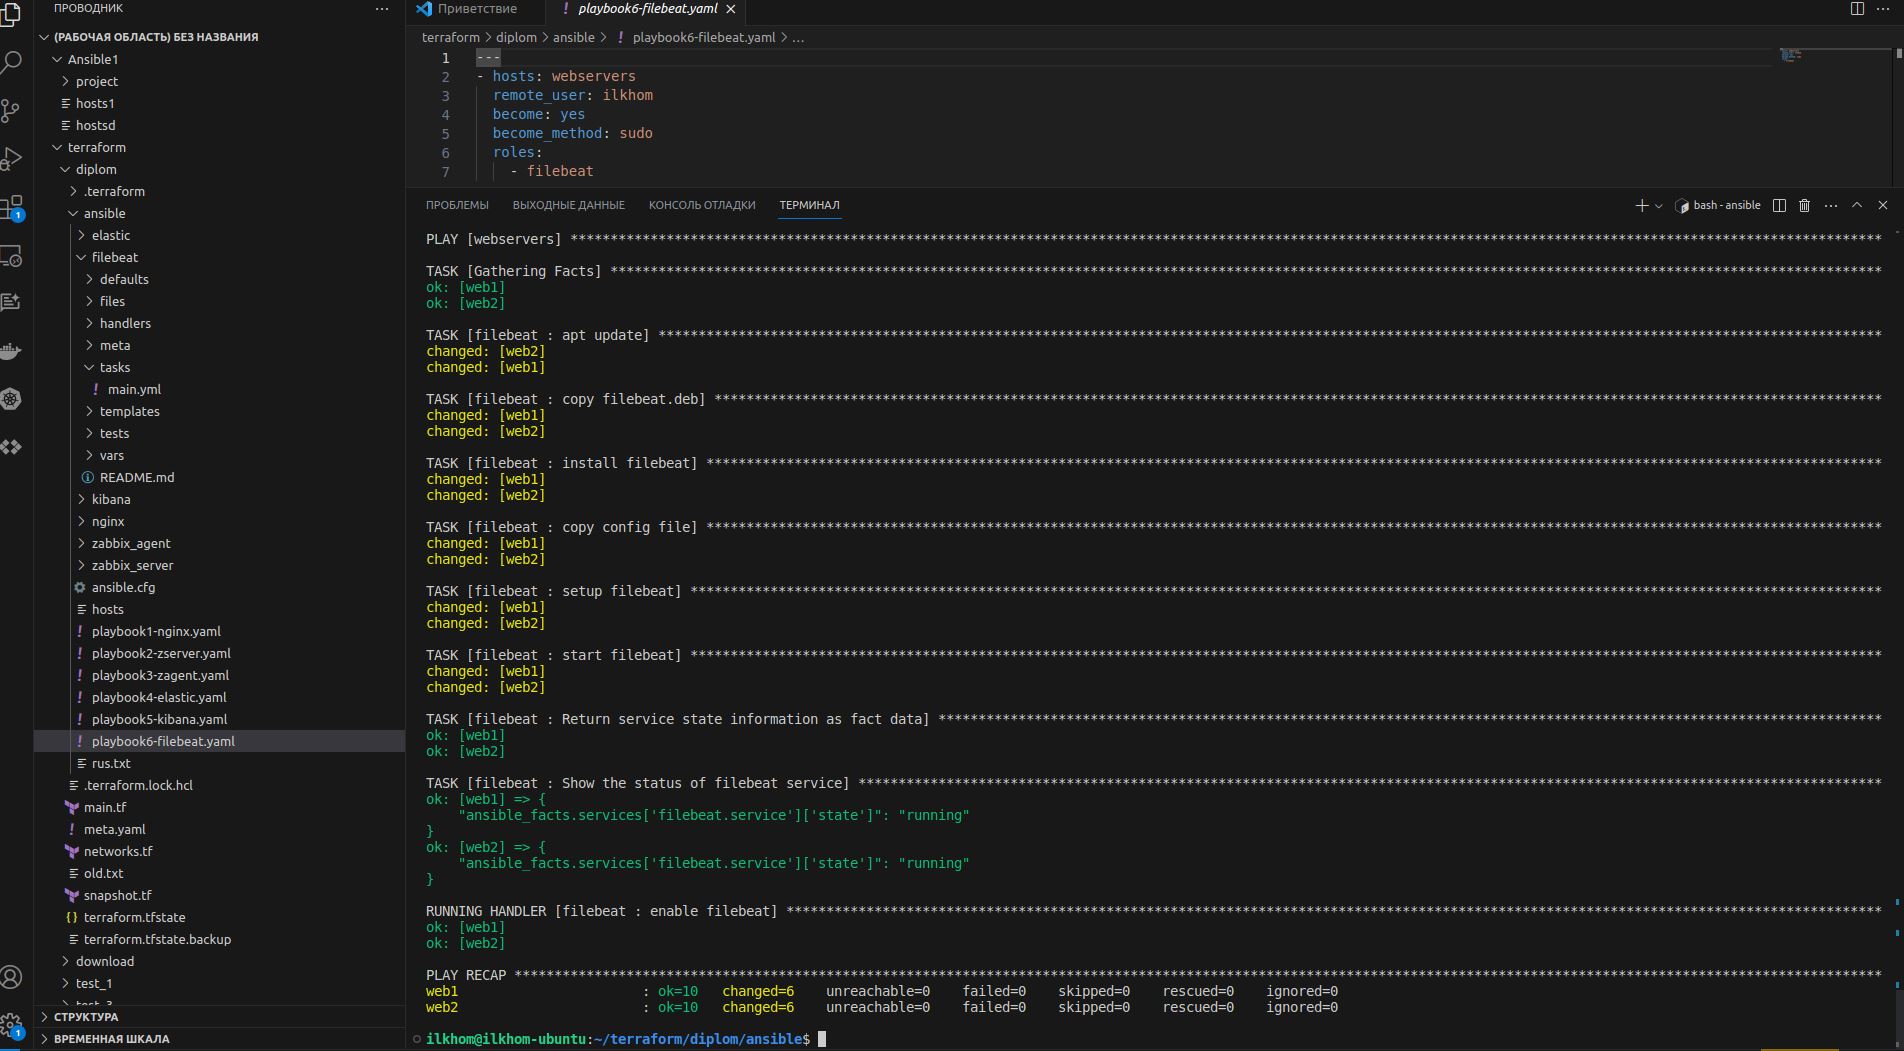 ПРОВОДНИК
(РАБОЧАЯ ОБЛАСТЬ) БЕЗ НАЗВАНИЯ
Ansible1
project
hosts1
hostsd
terraform
diplom
.terraform
ansible
elastic
filebeat
defaults
files
handlers
meta
tasks
! main.yml
templates
tests
vars
README.md
kibana
nginx
zabbix_agent
zabbix_server
ansible.cfg
hosts
! playbook1-nginx.yaml
! playbook2-zserver.yaml
! playbook3-zagent.yaml
! playbook4-elastic.yaml
! playbook5-kibana.yaml
! playbook6-filebeat.yaml
rus.txt
.terraform.lock.hcl
main.tf
! meta.yaml
networks.tf
old.txt
snapshot.tf
{} terraform.tfstate
terraform.tfstate.backup
download
test_1
СТРУКТУРА
ВРЕМЕННАЯ ШКАЛА
1
1
Приветствие
! playbook6-filebeat.yaml
terraform > diplom > ansible > ! playbook6-filebeat.yaml > ...
1 ---
2 - hosts: webservers
3 remote_user: ilkhom
4 become: yes
5 become_method: sudo
6 roles:
7 - filebeat
ПРОБЛЕМЫ ВЫХОДНЫЕ ДАННЫЕ КОНСОЛЬ ОТЛАДКИ ТЕРМИНАЛ
bash - ansible
PLAY [webservers] ****
TASK [Gathering Facts] ****
ok: [web1]
ok: [web2]
TASK [filebeat : apt update] ****
changed: [web2]
changed: [web1]
TASK [filebeat : copy filebeat.deb] ****
changed: [web1]
changed: [web2]
TASK [filebeat : install filebeat] ****
changed: [web1]
changed: [web2]
TASK [filebeat : copy config file] ****
changed: [web1]
changed: [web2]
TASK [filebeat : setup filebeat] ****
changed: [web1]
changed: [web2]
TASK [filebeat : start filebeat] ****
changed: [web1]
changed: [web2]
TASK [filebeat : Return service state information as fact data] ****
ok: [web1]
ok: [web2]
TASK [filebeat : Show the status of filebeat service] ****
ok: [web1] => {
"ansible_facts.services['filebeat.service']['state']": "running"
}
ok: [web2] => {
"ansible_facts.services['filebeat.service']['state']": "running"
}
RUNNING HANDLER [filebeat : enable filebeat] ****
ok: [web1]
ok: [web2]
PLAY RECAP ****
web1 : ok=10 changed=6 unreachable=0 failed=0 skipped=0 rescued=0 ignored=0
web2 : ok=10 changed=6 unreachable=0 failed=0 skipped=0 rescued=0 ignored=0
ilkhom@ilkhom-ubuntu:~/terraform/diplom/ansible$